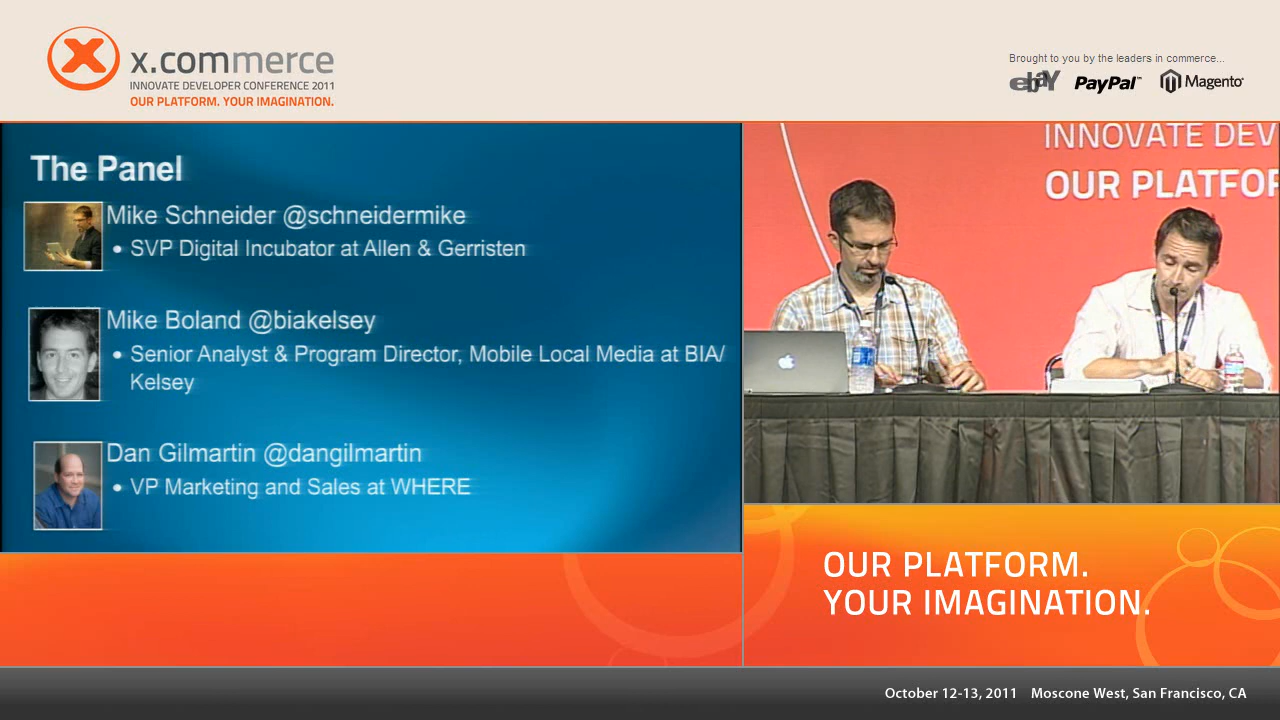 x.commerce
INNOVATE DEVELOPER CONFERENCE 2011
OUR PLATFORM. YOUR IMAGINATION.
Brought to you by the leaders in commerce...
ebaY
PayPal™
Magento®
The Panel
Mike Schneider @schneidermike
• SVP Digital Incubator at Allen & Gerristen
Mike Boland @biakelsey
• Senior Analyst & Program Director, Mobile Local Media at BIA/
Kelsey
Dan Gilmartin @dangilmartin
• VP Marketing and Sales at WHERE
INNOVATE DEV
OUR PLATFOR
OUR PLATFORM.
YOUR IMAGINATION.
October 12-13, 2011 Moscone West, San Francisco, CA